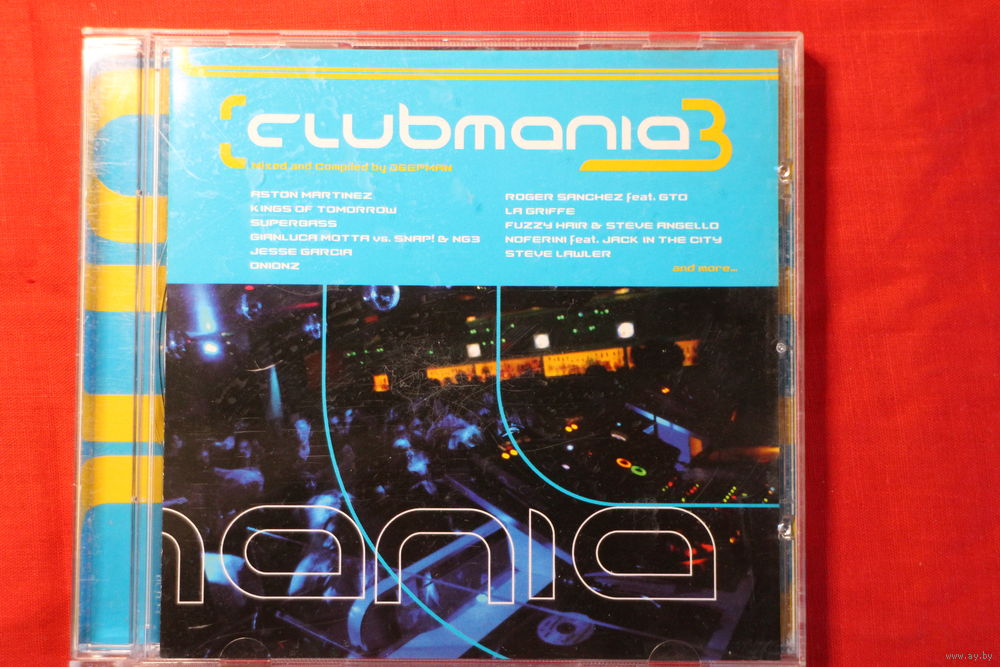 clubmania3
Mixed and Compiled by
ASTON MARTINEZ
KINGS OF TOMORROW
SUPERBASS
GIANLUCA MOTTA vs. SNAP! & NG3
JESSE GARCIA
ONIONZ
ROGER SANCHEZ feat. GTO
LA GRIFFE
FUZZY HAIR & STEVE ANGELLO
NOFERINI feat. JACK IN THE CITY
STEVE LAWLER
and more...
mania
www.ay.by